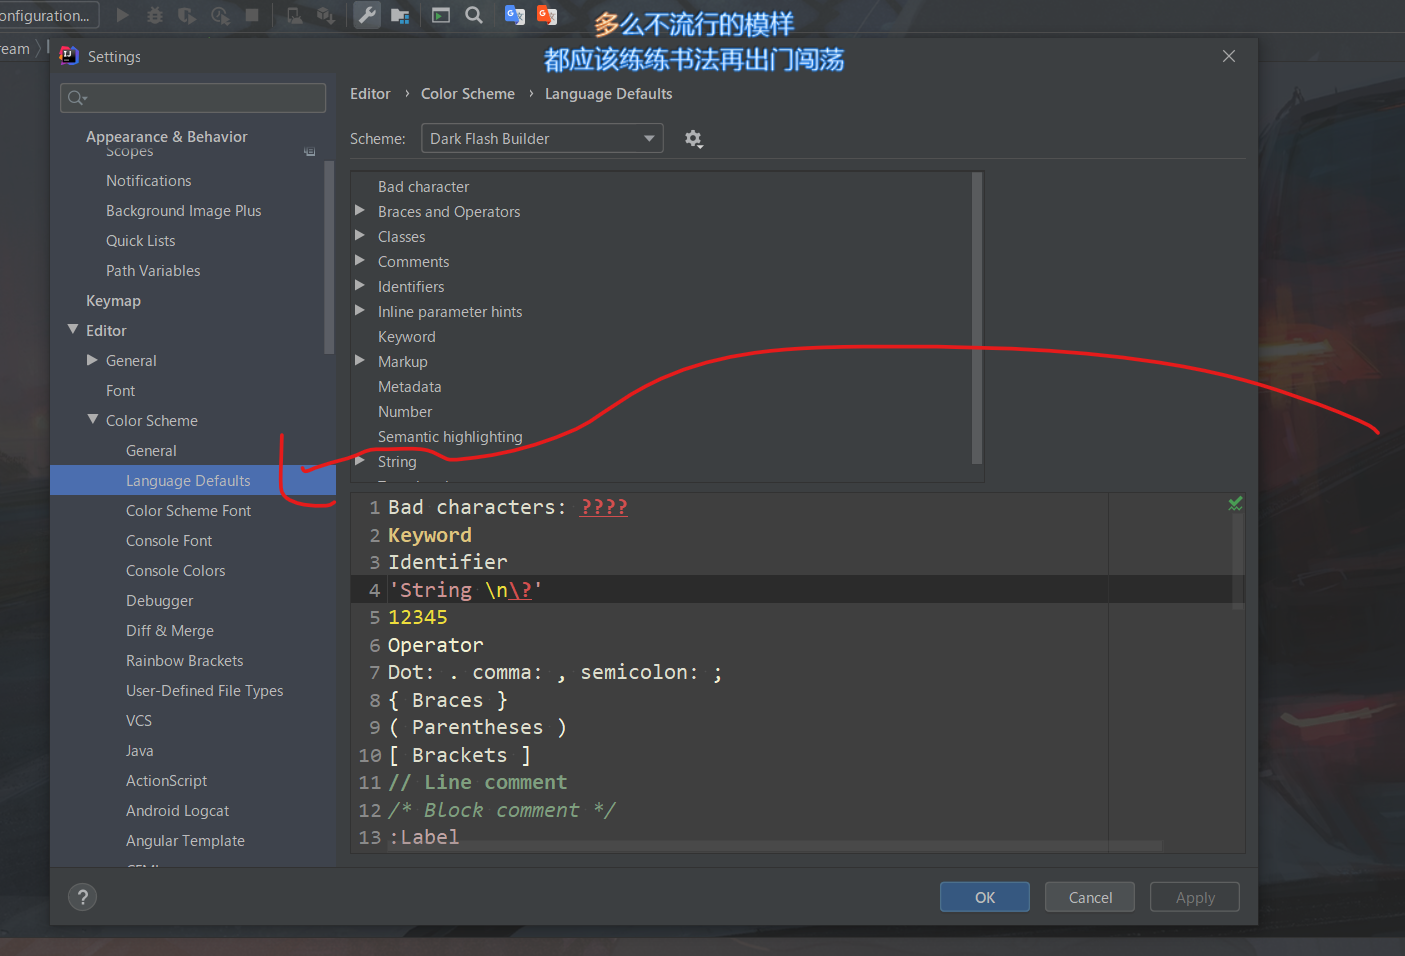 onfiguration...
多么不流行的模样
都应该练练书法再出门闯荡
ream
Settings
Editor › Color Scheme › Language Defaults
Scheme: Dark Flash Builder
Appearance & Behavior
Scopes
Notifications
Background Image Plus
Quick Lists
Path Variables
Keymap
Editor
General
Font
Color Scheme
General
Language Defaults
Color Scheme Font
Console Font
Console Colors
Debugger
Diff & Merge
Rainbow Brackets
User-Defined File Types
VCS
Java
ActionScript
Android Logcat
Angular Template
Bad character
Braces and Operators
Classes
Comments
Identifiers
Inline parameter hints
Keyword
Markup
Metadata
Number
Semantic highlighting
String
1 Bad characters: ????
2 Keyword
3 Identifier
4 'String \n\?'
5 12345
6 Operator
7 Dot: . comma: , semicolon: ;
8 { Braces }
9 ( Parentheses )
10 [ Brackets ]
11 // Line comment
12 /* Block comment */
13 :Label
?
OK
Cancel
Apply